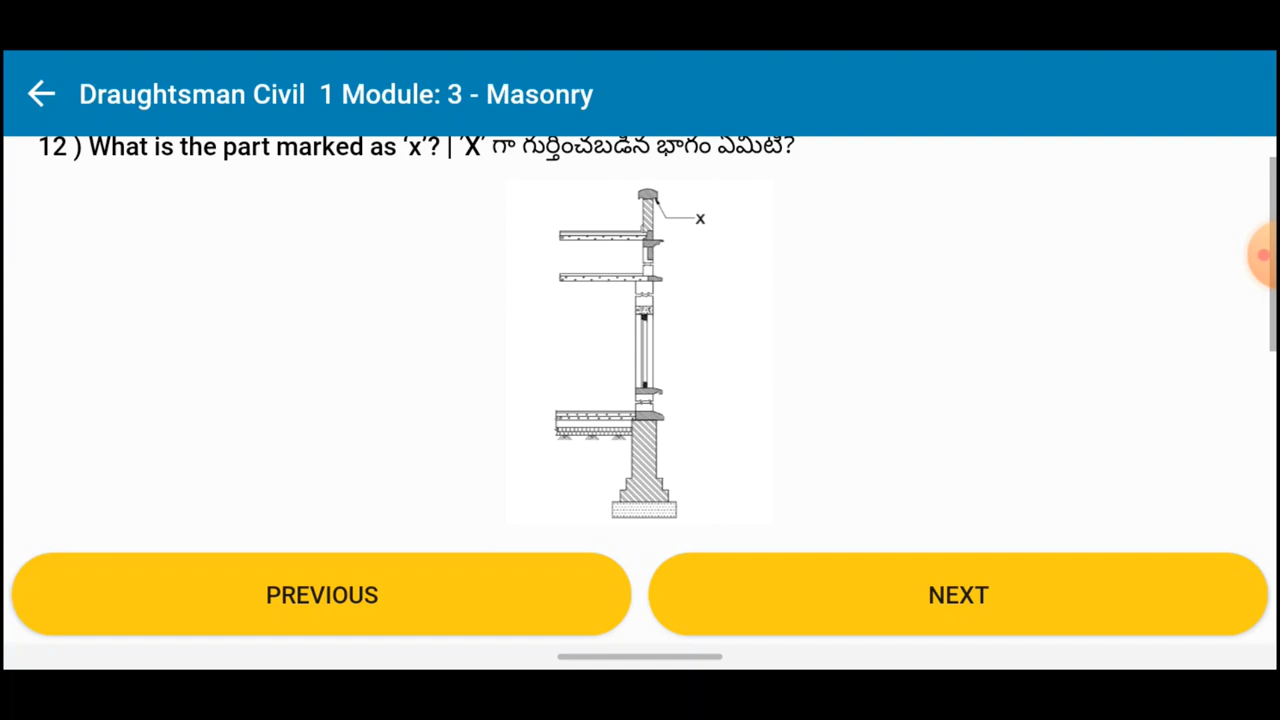 Draughtsman Civil 1 Module: 3 - Masonry
12 ) What is the part marked as ‘x’? | ’X’ గా గుర్తించబడిన భాగం ఏమిటి?
X
PREVIOUS
NEXT